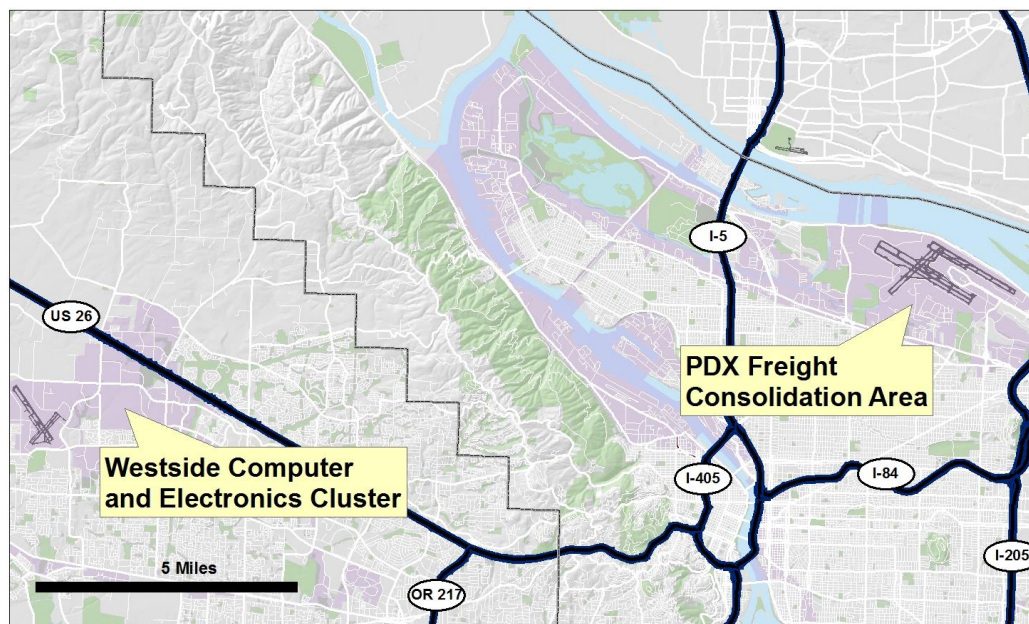 I-5
US 26
PDX Freight
Consolidation Area
Westside Computer
and Electronics Cluster
I-405
I-84
I-205
5 Miles
OR 217